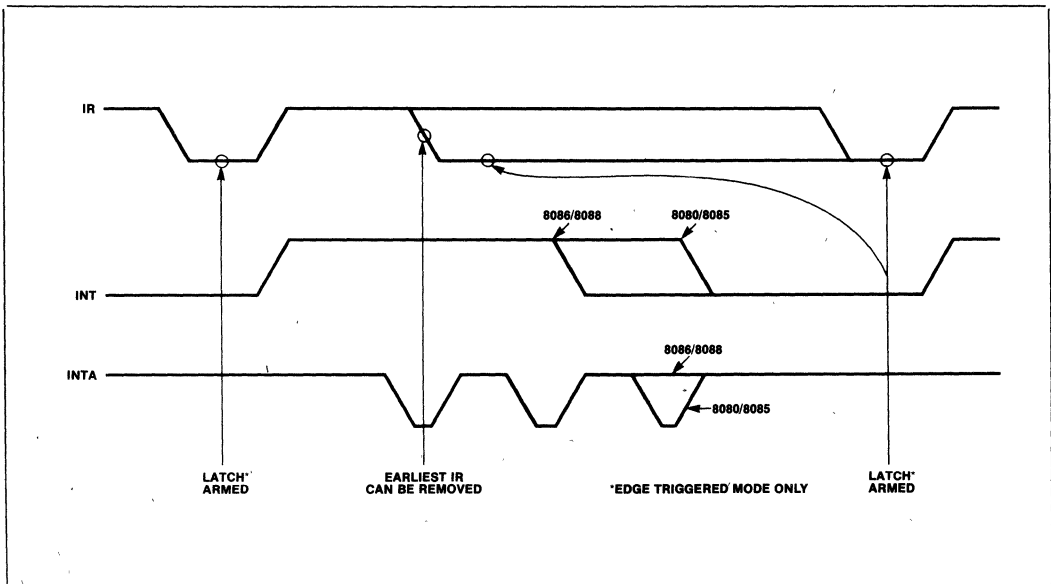 IR
8086/8088
8080/8085
INT
8086/8088
INTA
8080/8085
LATCH*
ARMED
EARLIEST IR
CAN BE REMOVED
*EDGE TRIGGERED MODE ONLY
LATCH*
ARMED